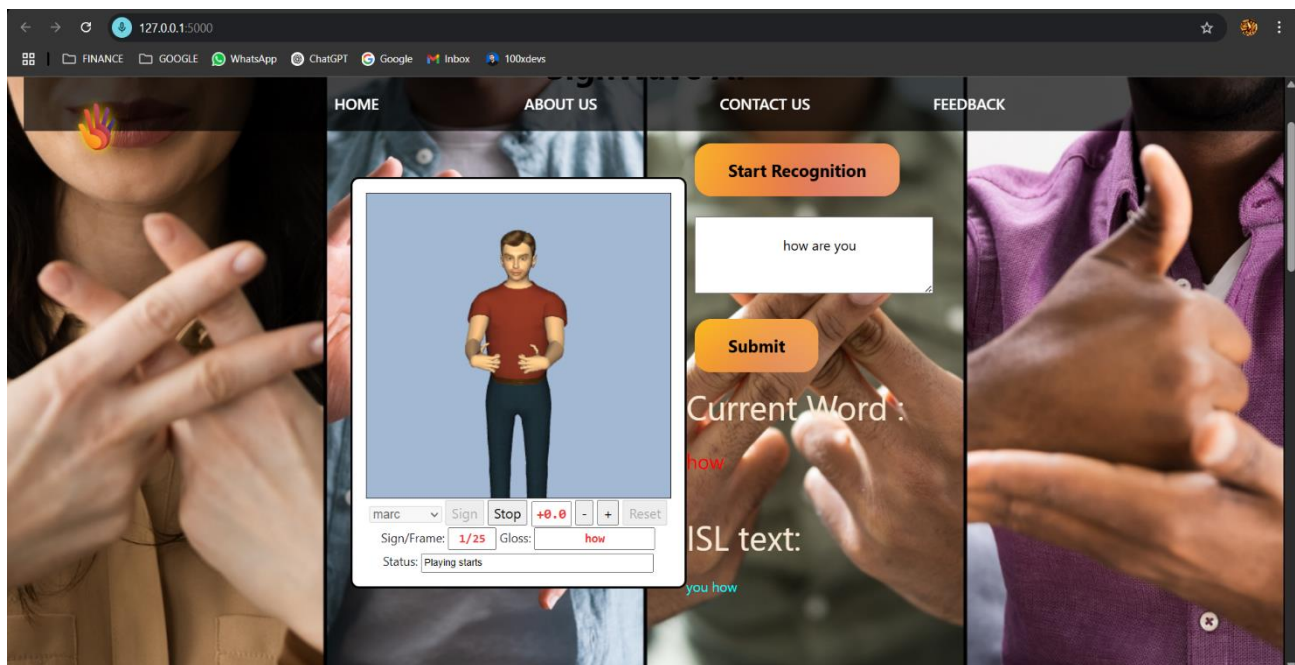 127.0.0.1:5000
FINANCE GOOGLE WhatsApp ChatGPT Google Inbox 100xdevs
HOME ABOUT US CONTACT US FEEDBACK
Start Recognition
how are you
Submit
Current Word :
how
ISL text:
you how
marc Sign Stop +0.0 - + Reset
Sign/Frame: 1/25 Gloss: how
Status: Playing starts